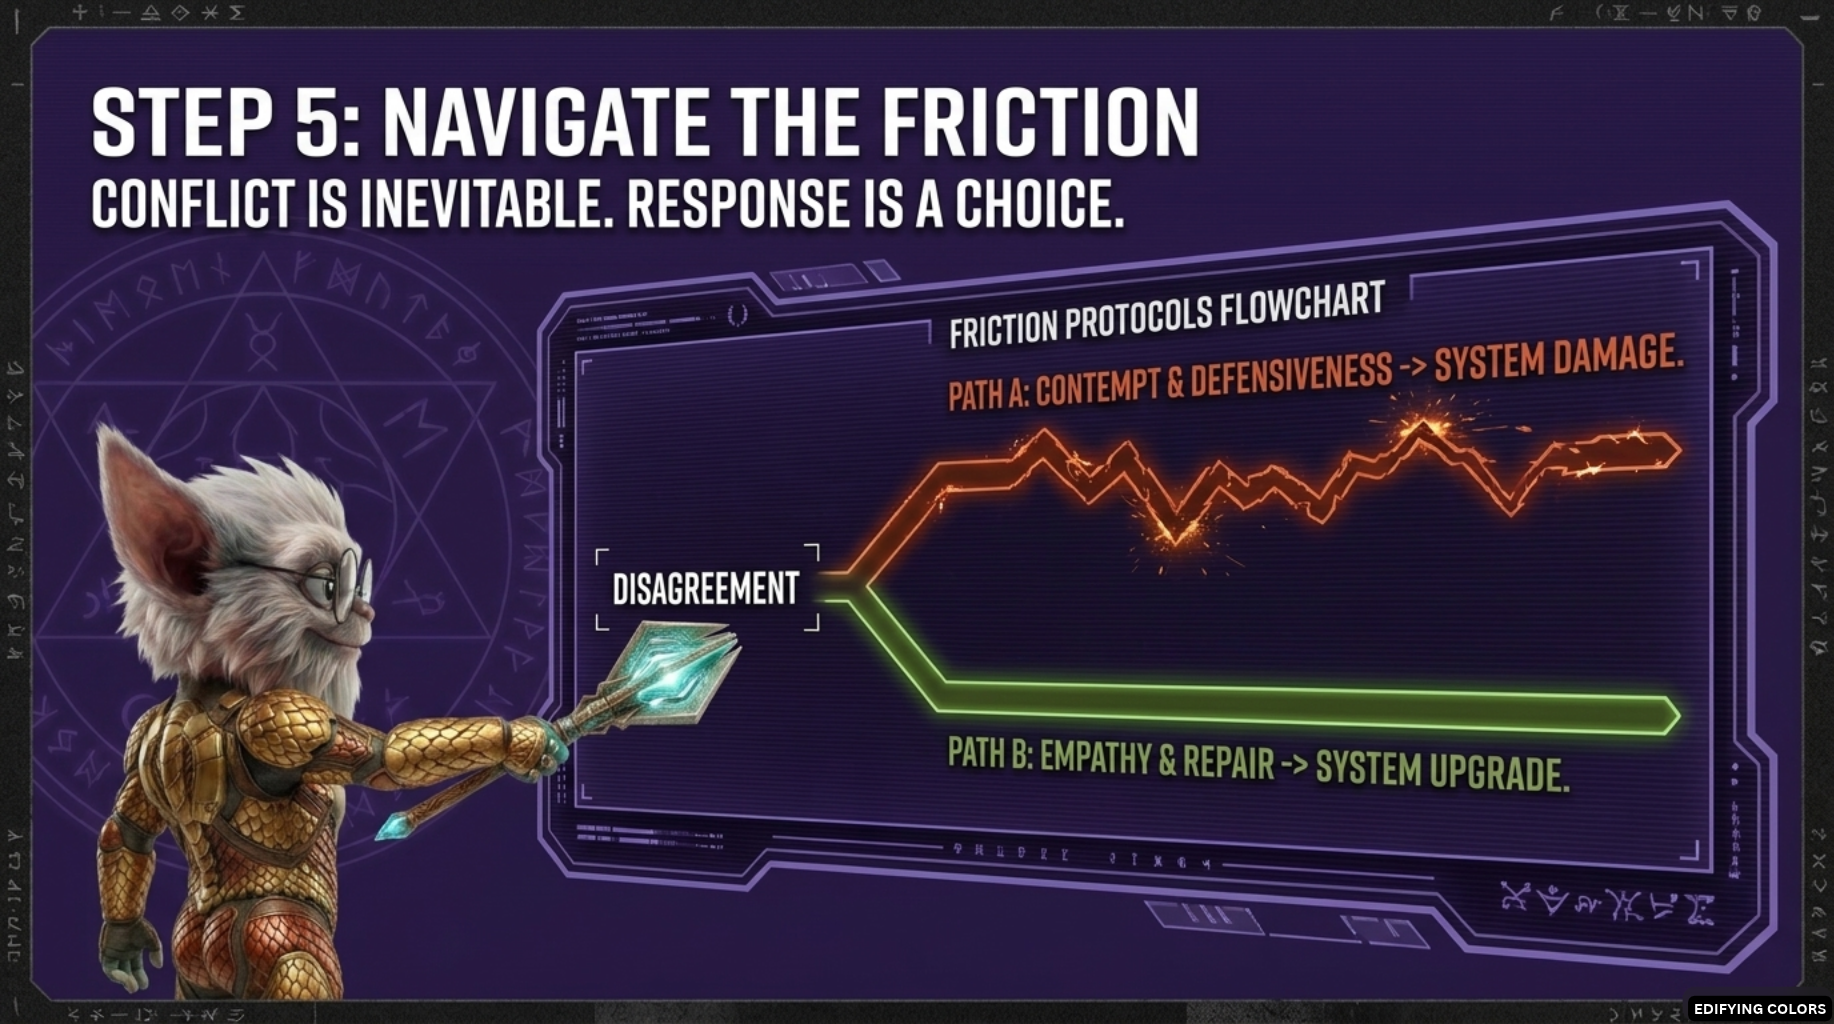 STEP 5: NAVIGATE THE FRICTION
CONFLICT IS INEVITABLE. RESPONSE IS A CHOICE.
FRICTION PROTOCOLS FLOWCHART
PATH A: CONTEMPT & DEFENSIVENESS -> SYSTEM DAMAGE.
DISAGREEMENT
PATH B: EMPATHY & REPAIR -> SYSTEM UPGRADE.
EDIFYING COLORS